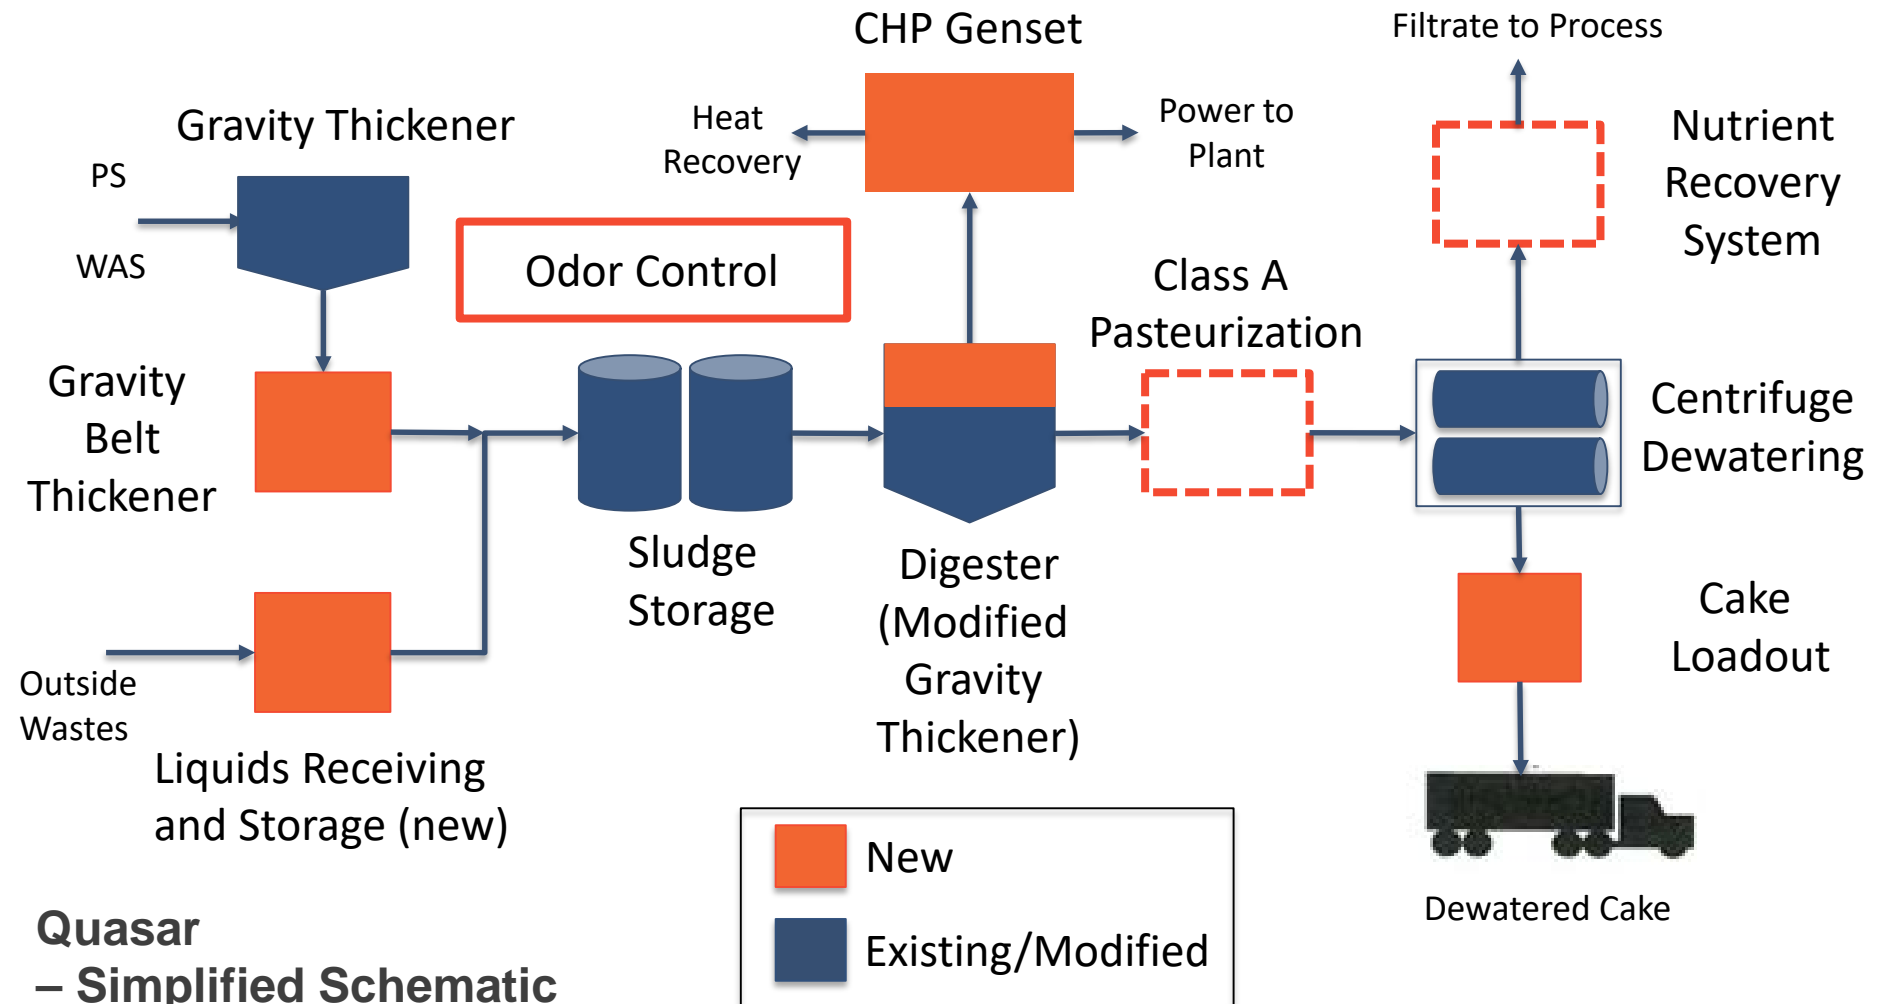 CHP Genset
Filtrate to Process
Gravity Thickener
Heat
Recovery
Power to
Plant
Nutrient
Recovery
System
PS
WAS
Odor Control
Class A
Pasteurization
Gravity
Belt
Thickener
Centrifuge
Dewatering
Sludge
Storage
Digester
(Modified
Gravity
Thickener)
Cake
Loadout
Outside
Wastes
Liquids Receiving
and Storage (new)
New
Existing/Modified
Dewatered Cake
Quasar
– Simplified Schematic